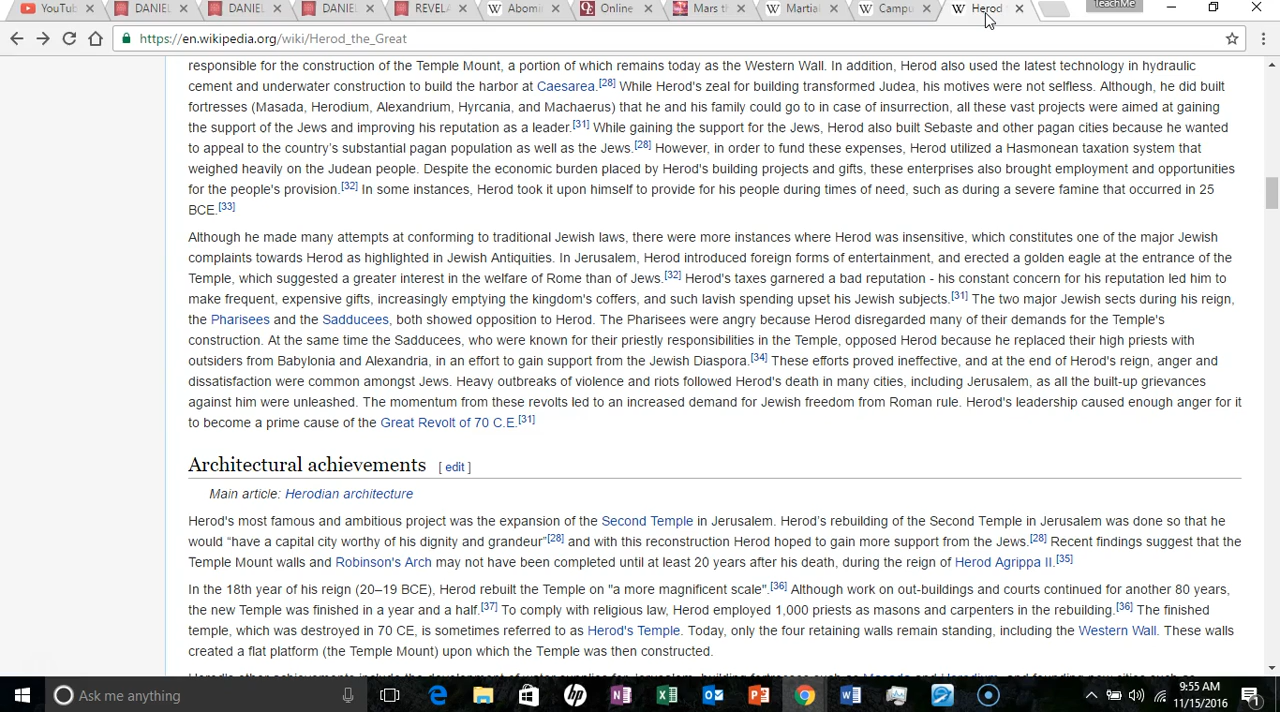 YouTub
DANIEL
DANIEL
DANIEL
REVELA
W Abomin
OE Online
Mars th
W Martial
W Campu
W Herod
TeachMe
https://en.wikipedia.org/wiki/Herod_the_Great
responsible for the construction of the Temple Mount, a portion of which remains today as the Western Wall. In addition, Herod also used the latest technology in hydraulic
cement and underwater construction to build the harbor at Caesarea.[28] While Herod's zeal for building transformed Judea, his motives were not selfless. Although, he did built
fortresses (Masada, Herodium, Alexandrium, Hyrcania, and Machaerus) that he and his family could go to in case of insurrection, all these vast projects were aimed at gaining
the support of the Jews and improving his reputation as a leader.[31] While gaining the support for the Jews, Herod also built Sebaste and other pagan cities because he wanted
to appeal to the country's substantial pagan population as well as the Jews.[28] However, in order to fund these expenses, Herod utilized a Hasmonean taxation system that
weighed heavily on the Judean people. Despite the economic burden placed by Herod's building projects and gifts, these enterprises also brought employment and opportunities
for the people's provision.[32] In some instances, Herod took it upon himself to provide for his people during times of need, such as during a severe famine that occurred in 25
BCE.[33]
Although he made many attempts at conforming to traditional Jewish laws, there were more instances where Herod was insensitive, which constitutes one of the major Jewish
complaints towards Herod as highlighted in Jewish Antiquities. In Jerusalem, Herod introduced foreign forms of entertainment, and erected a golden eagle at the entrance of the
Temple, which suggested a greater interest in the welfare of Rome than of Jews.[32] Herod's taxes garnered a bad reputation - his constant concern for his reputation led him to
make frequent, expensive gifts, increasingly emptying the kingdom's coffers, and such lavish spending upset his Jewish subjects.[31] The two major Jewish sects during his reign,
the Pharisees and the Sadducees, both showed opposition to Herod. The Pharisees were angry because Herod disregarded many of their demands for the Temple's
construction. At the same time the Sadducees, who were known for their priestly responsibilities in the Temple, opposed Herod because he replaced their high priests with
outsiders from Babylonia and Alexandria, in an effort to gain support from the Jewish Diaspora.[34] These efforts proved ineffective, and at the end of Herod's reign, anger and
dissatisfaction were common amongst Jews. Heavy outbreaks of violence and riots followed Herod's death in many cities, including Jerusalem, as all the built-up grievances
against him were unleashed. The momentum from these revolts led to an increased demand for Jewish freedom from Roman rule. Herod's leadership caused enough anger for it
to become a prime cause of the Great Revolt of 70 C.E.[31]
Architectural achievements [ edit ]
Main article: Herodian architecture
Herod's most famous and ambitious project was the expansion of the Second Temple in Jerusalem. Herod's rebuilding of the Second Temple in Jerusalem was done so that he
would “have a capital city worthy of his dignity and grandeur”[28] and with this reconstruction Herod hoped to gain more support from the Jews.[28] Recent findings suggest that the
Temple Mount walls and Robinson's Arch may not have been completed until at least 20 years after his death, during the reign of Herod Agrippa II.[35]
In the 18th year of his reign (20–19 BCE), Herod rebuilt the Temple on "a more magnificent scale".[36] Although work on out-buildings and courts continued for another 80 years,
the new Temple was finished in a year and a half.[37] To comply with religious law, Herod employed 1,000 priests as masons and carpenters in the rebuilding.[36] The finished
temple, which was destroyed in 70 CE, is sometimes referred to as Herod's Temple. Today, only the four retaining walls remain standing, including the Western Wall. These walls
created a flat platform (the Temple Mount) upon which the Temple was then constructed.
Ask me anything
9:55 AM
11/15/2016